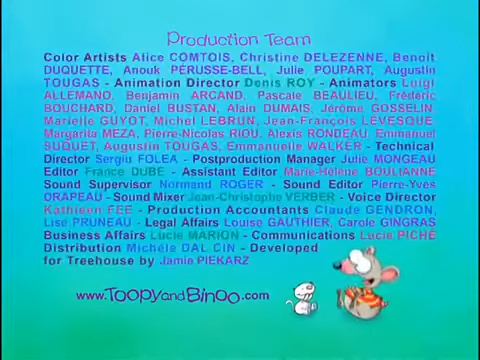 Production Team
Color Artists Alice COMTOIS, Christine DELEZENNE, Benoit
DUQUETTE, Anouk PÉRUSSE-BELL, Julie POUPART, Augustin
TOUGAS - Animation Director Denis ROY - Animators Luigi
ALLEMAND, Benjamin ARCAND, Pascale BEAULIEU, Frédéric
BOUCHARD, Daniel BUSTAN, Alain DUMAIS, Jérôme GOSSELIN
Marielle GUYOT, Michel LEBRUN, Jean-François LÉVESQUE
Margarita MEZA, Pierre-Nicolas RIOU, Alexis RONDEAU, Emmanuel
SUQUET, Augustin TOUGAS, Emmanuelle WALKER - Technical
Director Sergiu FOLEA - Postproduction Manager Julie MONGEAU
Editor France DUBÉ - Assistant Editor Marie-Hélène BOULIANNE
Sound Supervisor Normand ROGER - Sound Editor Pierre-Yves
DRAPEAU - Sound Mixer Jean-Christophe VERBER - Voice Director
Kathleen FEE - Production Accountants Claude GENDRON,
Lise PRUNEAU - Legal Affairs Louise GAUTHIER, Carole GINGRAS
Business Affairs Lucie MARION - Communications Lucie PICHÉ
Distribution Michèle DAL CIN - Developed
for Treehouse by Jamie PIEKARZ
www.TOOPYandBINOO.com